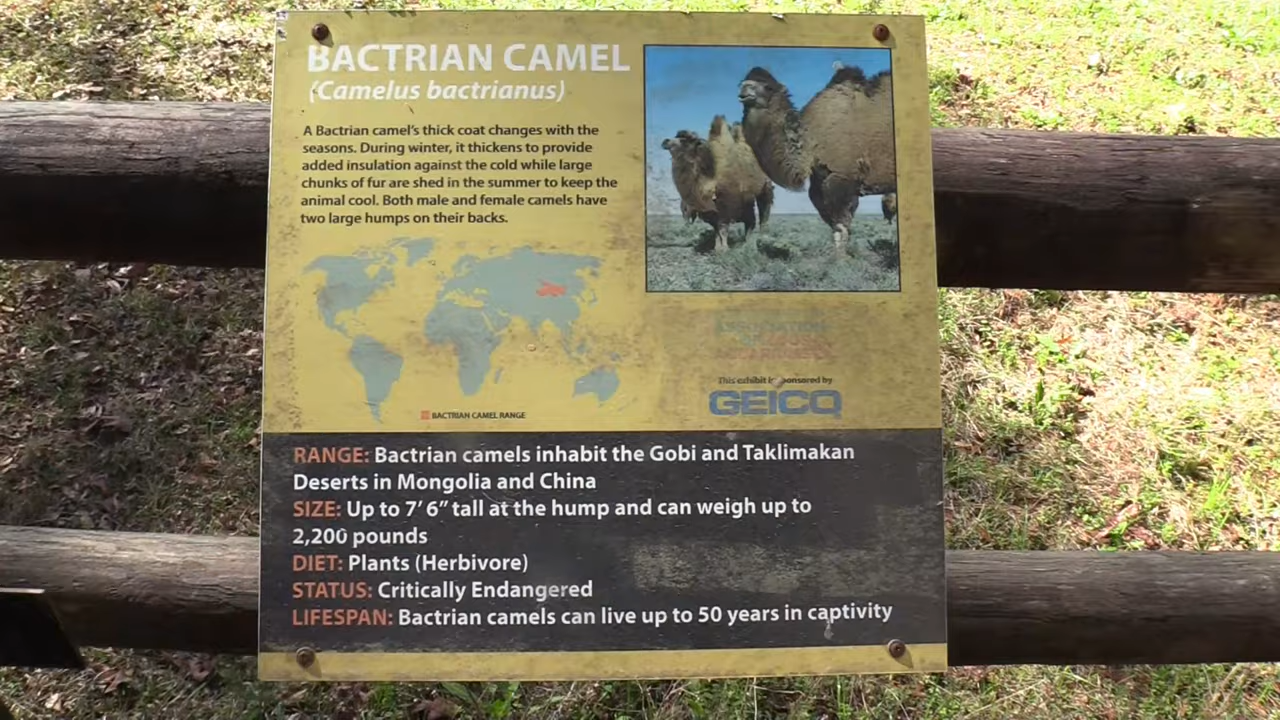 BACTRIAN CAMEL
(Camelus bactrianus)
A Bactrian camel's thick coat changes with the
seasons. During winter, it thickens to provide
added insulation against the cold while large
chunks of fur are shed in the summer to keep the
animal cool. Both male and female camels have
two large humps on their backs.
BACTRIAN CAMEL RANGE
ASSOCIATION
OF ZOOS
This exhibit is sponsored by
GEICO
RANGE: Bactrian camels inhabit the Gobi and Taklimakan
Deserts in Mongolia and China
SIZE: Up to 7' 6" tall at the hump and can weigh up to
2,200 pounds
DIET: Plants (Herbivore)
STATUS: Critically Endangered
LIFESPAN: Bactrian camels can live up to 50 years in captivity